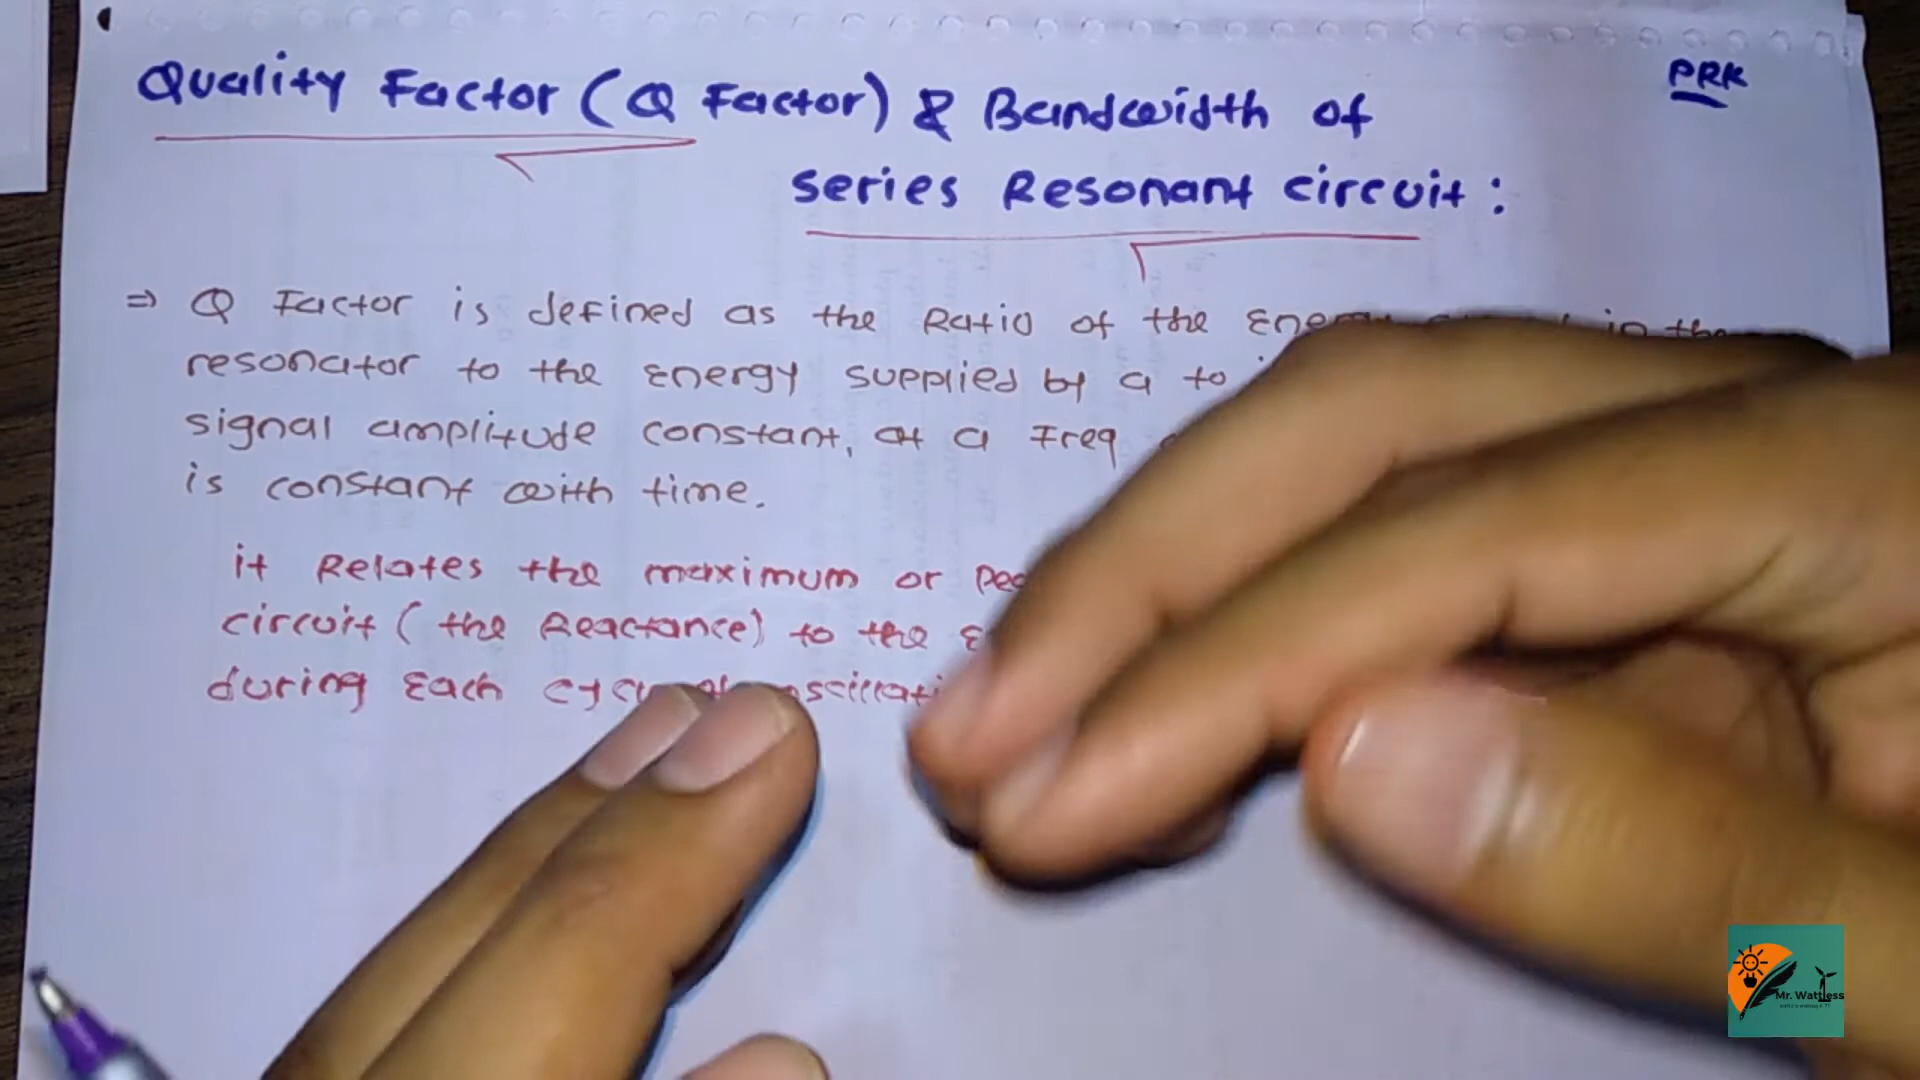 Quality Factor (Q Factor) & Bandwidth of
PRK
series Resonant circuit :
⇒ Q Factor is defined as the Ratio of the in the
resonator to the Energy supplied by a to
signal amplitude constant, at a Freq
is constant with time.
it Relates the maximum or
circuit ( the Reactance) to the
during Each
Mr. Wattless